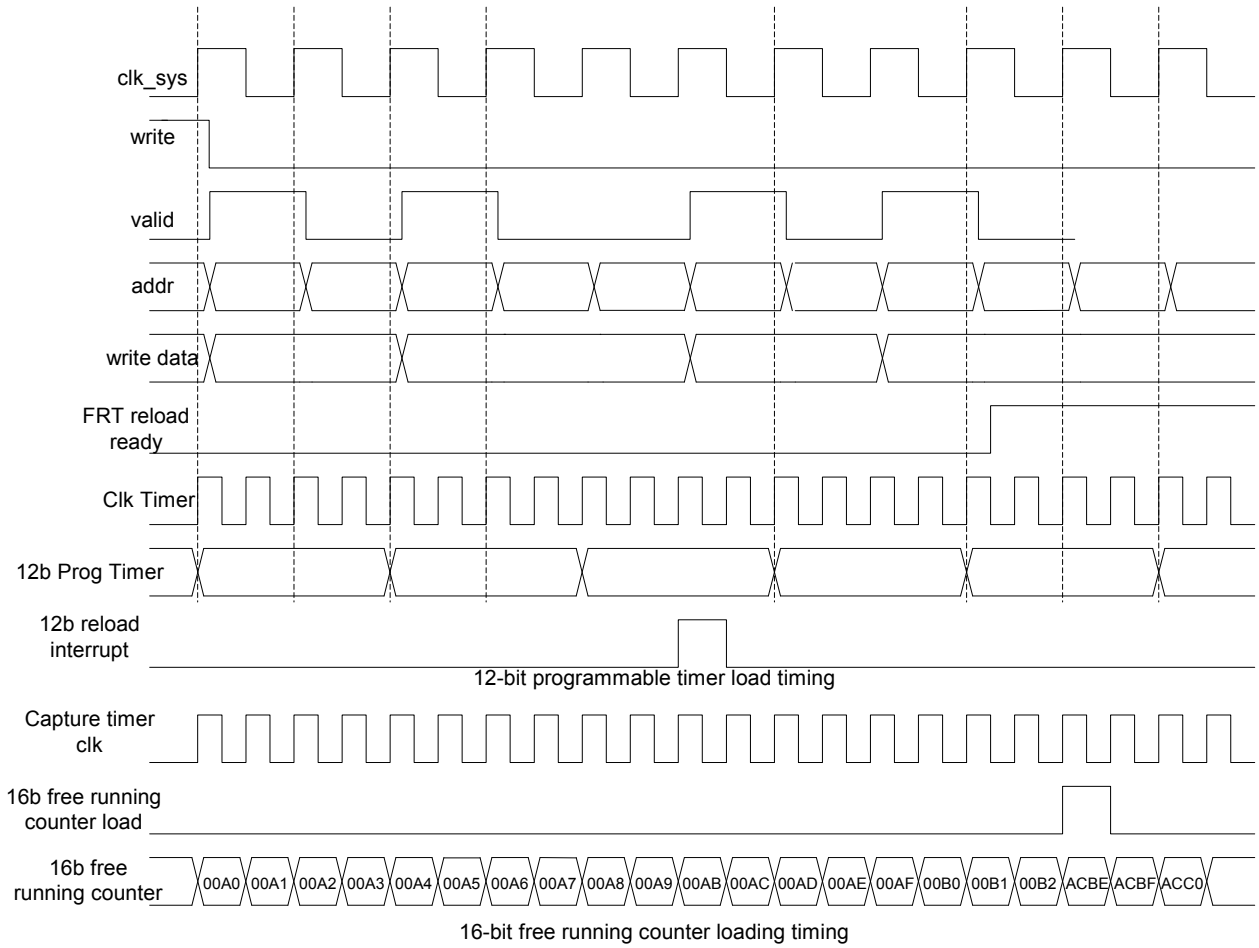 clk_sys
write
valid
addr
write data
FRT reload
ready
Clk Timer
12b Prog Timer
12b reload
interrupt
12-bit programmable timer load timing
Capture timer
clk
16b free running
counter load
16b free
running counter
00A0 00A1 00A2 00A3 00A4 00A5 00A6 00A7 00A8 00A9 00AB 00AC 00AD 00AE 00AF 00B0 00B1 00B2 ACBE ACBF ACC0
16-bit free running counter loading timing